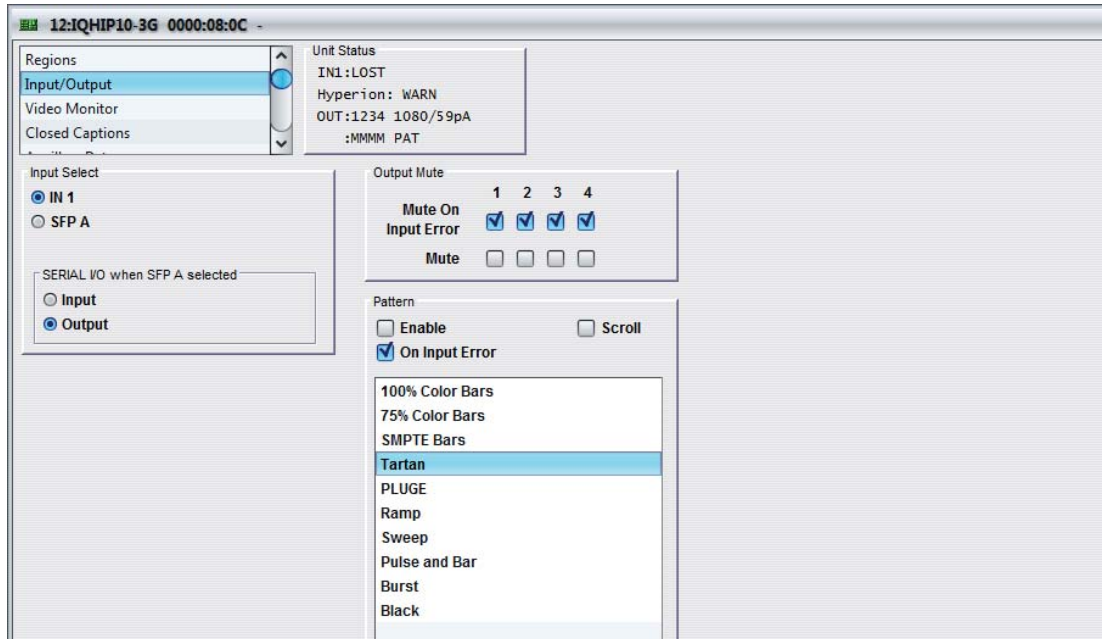 12:IQHIP10-3G 0000:08:0C -
Regions
Input/Output
Video Monitor
Closed Captions
Unit Status
IN1:LOST
Hyperion: WARN
OUT:1234 1080/59pA
:MMMM PAT
Input Select
IN 1
SFP A
SERIAL I/O when SFP A selected
Input
Output
Output Mute
1 2 3 4
Mute On
Input Error
Mute
Pattern
Enable
Scroll
On Input Error
100% Color Bars
75% Color Bars
SMPTE Bars
Tartan
PLUGE
Ramp
Sweep
Pulse and Bar
Burst
Black